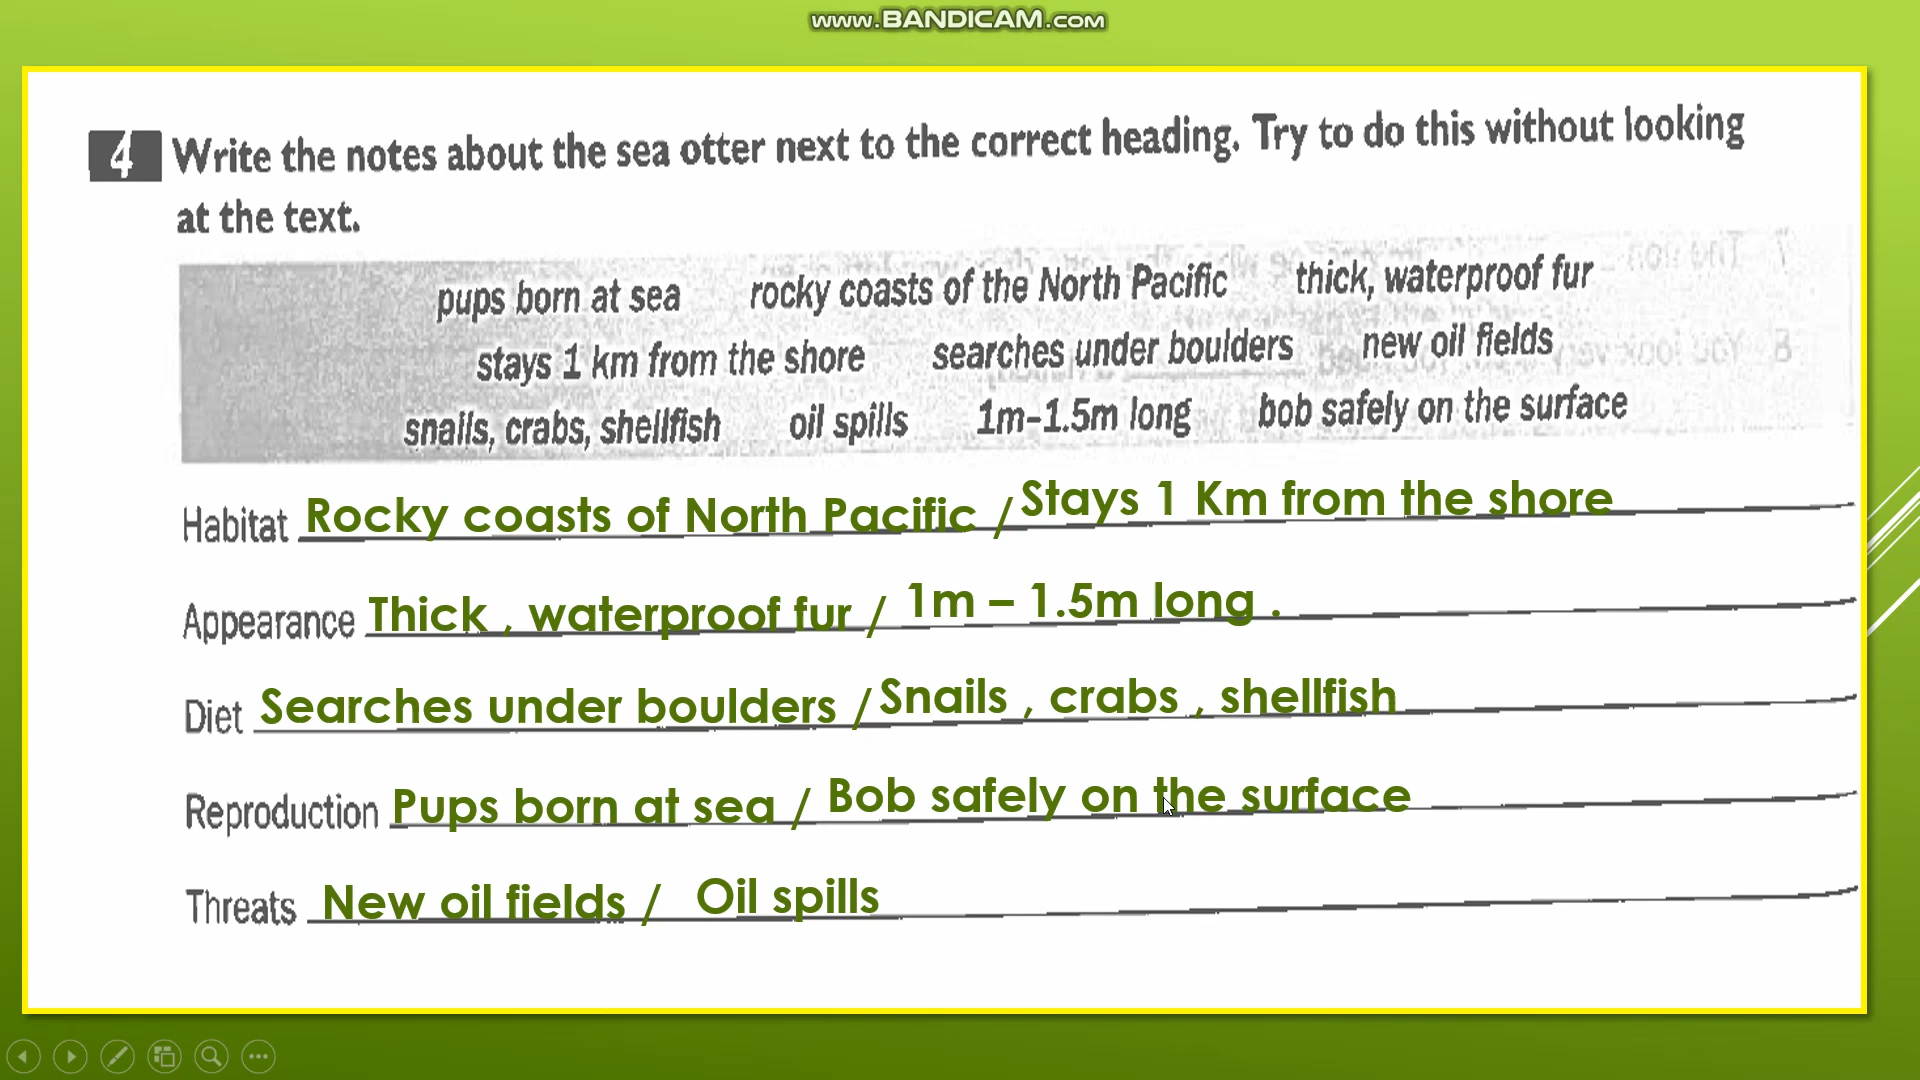 www.BANDICAM.com
4 Write the notes about the sea otter next to the correct heading. Try to do this without looking
at the text.
pups born at sea rocky coasts of the North Pacific thick, waterproof fur
stays 1 km from the shore searches under boulders new oil fields
snails, crabs, shellfish oil spills 1m–1.5m long bob safely on the surface
Habitat Rocky coasts of North Pacific / Stays 1 Km from the shore
Appearance Thick , waterproof fur / 1m – 1.5m long .
Diet Searches under boulders / Snails , crabs , shellfish
Reproduction Pups born at sea / Bob safely on the surface
Threats New oil fields / Oil spills